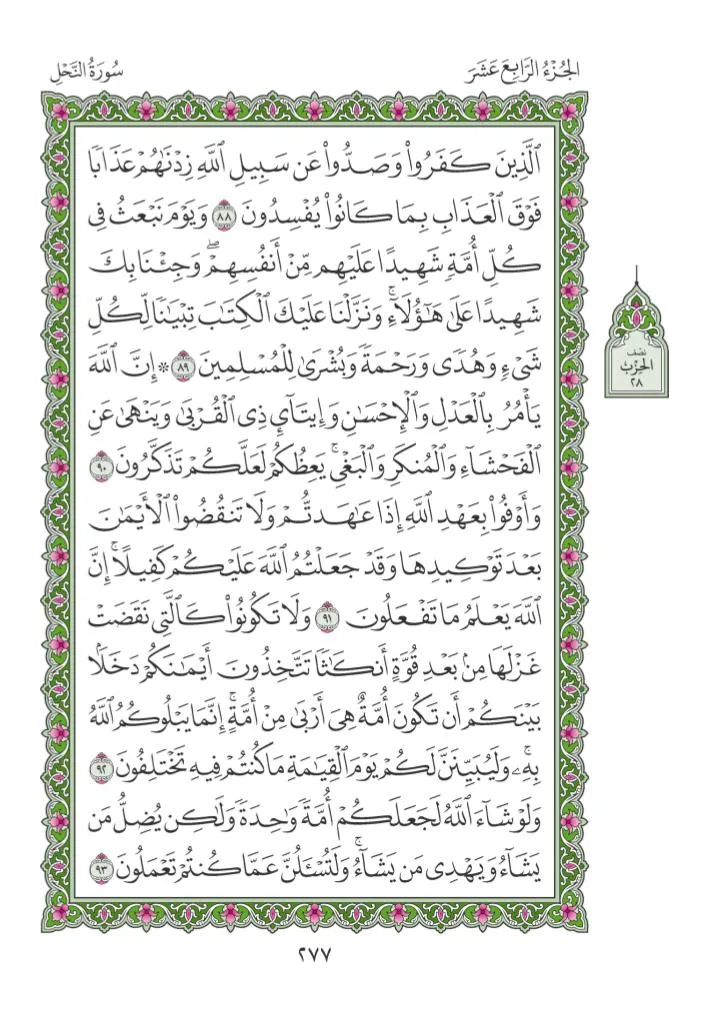 الجُزْءُ الرَّابِعَ عَشَرَ
سُورَةُ النَّحْلِ
ٱلَّذِينَ كَفَرُوا۟ وَصَدُّوا۟ عَن سَبِيلِ ٱللَّهِ زِدْنَٰهُمْ عَذَابًا
فَوْقَ ٱلْعَذَابِ بِمَا كَانُوا۟ يُفْسِدُونَ ٨٨ وَيَوْمَ نَبْعَثُ فِى
كُلِّ أُمَّةٍ شَهِيدًا عَلَيْهِم مِّنْ أَنفُسِهِمْ ۖ وَجِئْنَا بِكَ
شَهِيدًا عَلَىٰ هَٰٓؤُلَآءِ ۚ وَنَزَّلْنَا عَلَيْكَ ٱلْكِتَٰبَ تِبْيَٰنًا لِّكُلِّ
شَىْءٍ وَهُدًى وَرَحْمَةً وَبُشْرَىٰ لِلْمُسْلِمِينَ ٨٩ ۞ إِنَّ ٱللَّهَ
يَأْمُرُ بِٱلْعَدْلِ وَٱلْإِحْسَٰنِ وَإِيتَآئِ ذِى ٱلْقُرْبَىٰ وَيَنْهَىٰ عَنِ
ٱلْفَحْشَآءِ وَٱلْمُنكَرِ وَٱلْبَغْىِ ۚ يَعِظُكُمْ لَعَلَّكُمْ تَذَكَّرُونَ ٩٠
وَأَوْفُوا۟ بِعَهْدِ ٱللَّهِ إِذَا عَٰهَدتُّمْ وَلَا تَنقُضُوا۟ ٱلْأَيْمَٰنَ
بَعْدَ تَوْكِيدِهَا وَقَدْ جَعَلْتُمُ ٱللَّهَ عَلَيْكُمْ كَفِيلًا ۚ إِنَّ
ٱللَّهَ يَعْلَمُ مَا تَفْعَلُونَ ٩١ وَلَا تَكُونُوا۟ كَٱلَّتِى نَقَضَتْ
غَزْلَهَا مِنۢ بَعْدِ قُوَّةٍ أَنكَٰثًا تَتَّخِذُونَ أَيْمَٰنَكُمْ دَخَلًۢا
بَيْنَكُمْ أَن تَكُونَ أُمَّةٌ هِىَ أَرْبَىٰ مِنْ أُمَّةٍ ۚ إِنَّمَا يَبْلُوكُمُ ٱللَّهُ
بِهِۦ ۚ وَلَيُبَيِّنَنَّ لَكُمْ يَوْمَ ٱلْقِيَٰمَةِ مَا كُنتُمْ فِيهِ تَخْتَلِفُونَ ٩٢
وَلَوْ شَآءَ ٱللَّهُ لَجَعَلَكُمْ أُمَّةً وَٰحِدَةً وَلَٰكِن يُضِلُّ مَن
يَشَآءُ وَيَهْدِى مَن يَشَآءُ ۚ وَلَتُسْـَٔلُنَّ عَمَّا كُنتُمْ تَعْمَلُونَ ٩٣
نصف
الحزب
٢٨
٢٧٧